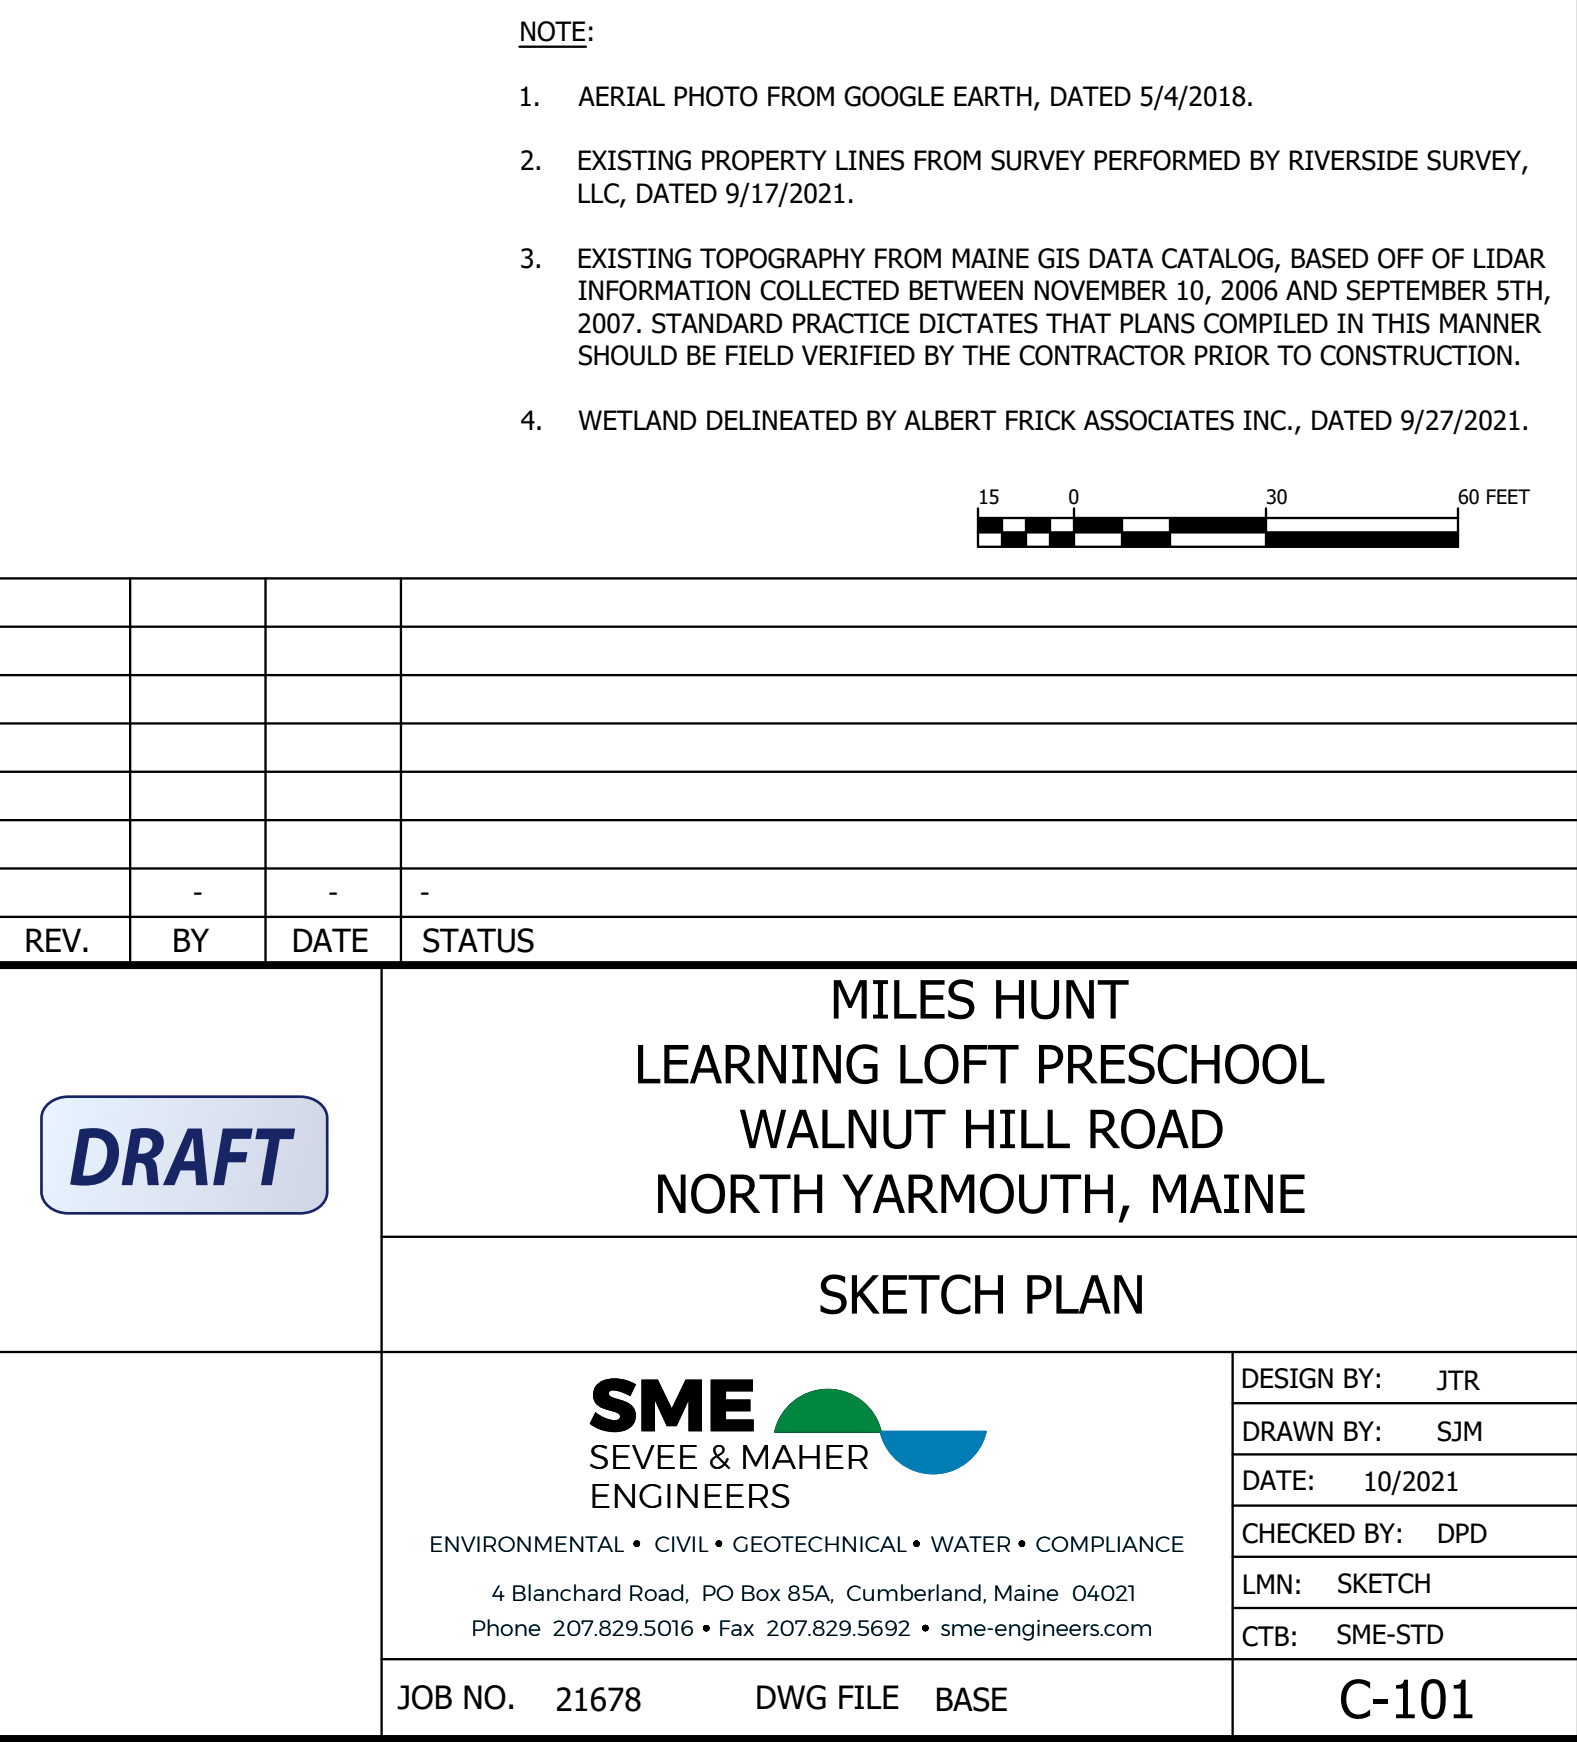 NOTE:
1. AERIAL PHOTO FROM GOOGLE EARTH, DATED 5/4/2018.
2. EXISTING PROPERTY LINES FROM SURVEY PERFORMED BY RIVERSIDE SURVEY,
LLC, DATED 9/17/2021.
3. EXISTING TOPOGRAPHY FROM MAINE GIS DATA CATALOG, BASED OFF OF LIDAR
INFORMATION COLLECTED BETWEEN NOVEMBER 10, 2006 AND SEPTEMBER 5TH,
2007. STANDARD PRACTICE DICTATES THAT PLANS COMPILED IN THIS MANNER
SHOULD BE FIELD VERIFIED BY THE CONTRACTOR PRIOR TO CONSTRUCTION.
4. WETLAND DELINEATED BY ALBERT FRICK ASSOCIATES INC., DATED 9/27/2021.
15 0 30 60 FEET
- - -
REV. BY DATE STATUS
DRAFT
MILES HUNT
LEARNING LOFT PRESCHOOL
WALNUT HILL ROAD
NORTH YARMOUTH, MAINE
SKETCH PLAN
SME
SEVEE & MAHER
ENGINEERS
ENVIRONMENTAL • CIVIL • GEOTECHNICAL • WATER • COMPLIANCE
4 Blanchard Road, PO Box 85A, Cumberland, Maine 04021
Phone 207.829.5016 • Fax 207.829.5692 • sme-engineers.com
DESIGN BY: JTR
DRAWN BY: SJM
DATE: 10/2021
CHECKED BY: DPD
LMN: SKETCH
CTB: SME-STD
JOB NO. 21678 DWG FILE BASE
C-101